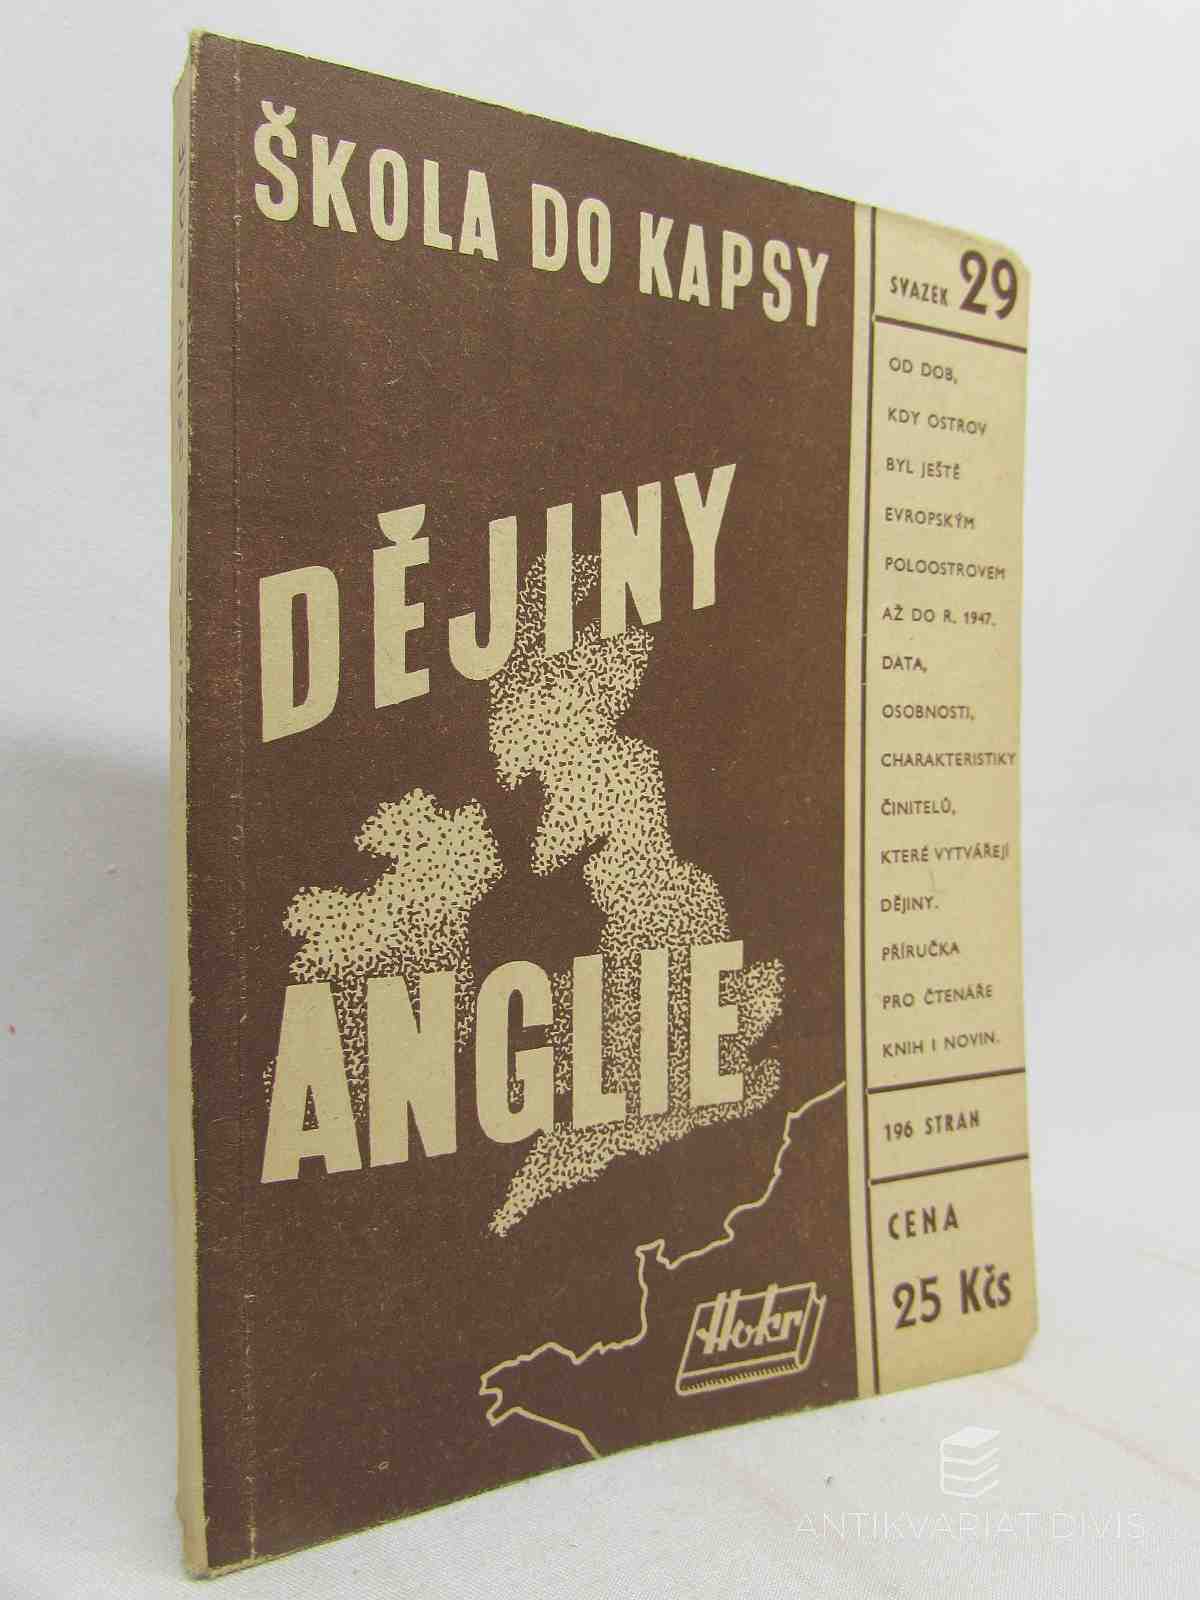 ŠKOLA DO KAPSY
DĚJINY
ANGLIE
Hokr
SVAZEK 29
OD DOB,
KDY OSTROV
BYL JEŠTĚ
EVROPSKÝM
POLOOSTROVEM
AŽ DO R. 1947.
DATA,
OSOBNOSTI,
CHARAKTERISTIKY
ČINITELŮ,
KTERÉ VYTVÁŘEJÍ
DĚJINY.
PŘÍRUČKA
PRO ČTENÁŘE
KNIH I NOVIN.
196 STRAN
CENA
25 Kčs
ANTIKVARIAT DIVIS